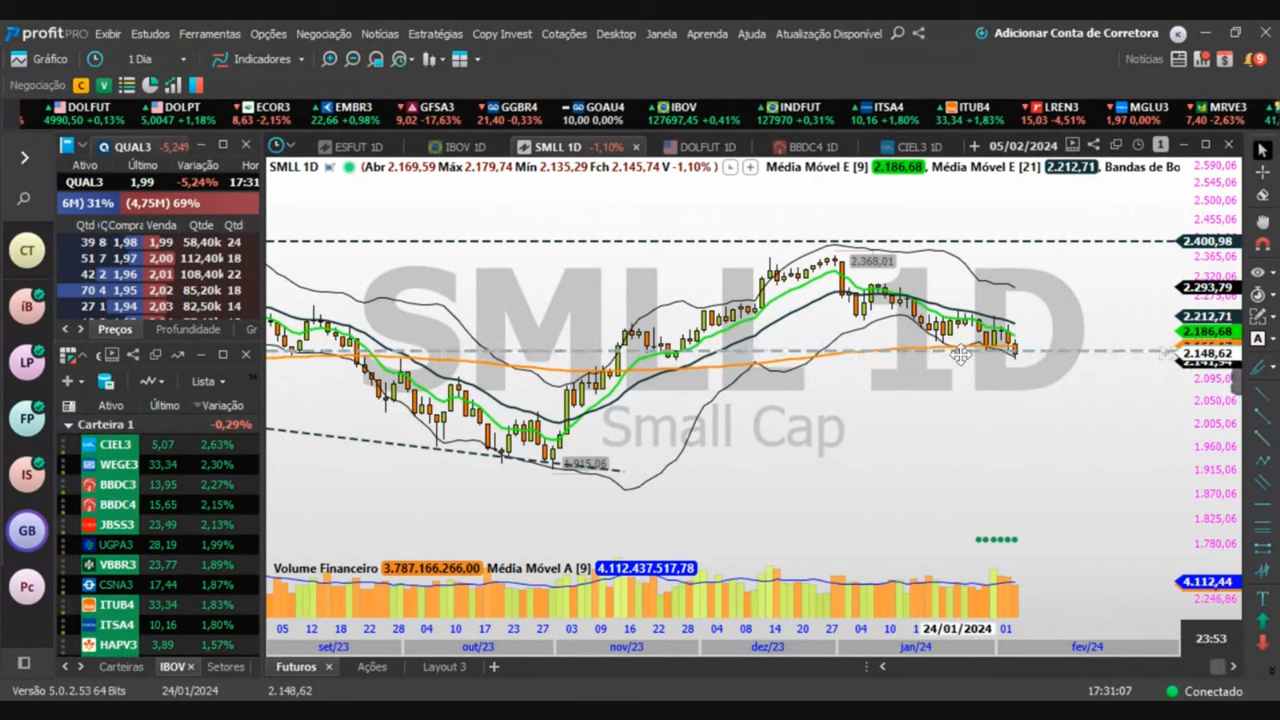 profitPRO Exibir Estudos Ferramentas Opções Negociação Notícias Estratégias Copy Invest Cotações Desktop Janela Aprenda Ajuda Atualização Disponível Adicionar Conta de Corretora
Gráfico 1 Dia Indicadores Notícias 9
Negociação C V
DOLFUT DOLPT ECOR3 EMBR3 GFSA3 GGBR4 GOAU4 IBOV INDFUT ITSA4 ITUB4 LREN3 MGLU3 MRVE3
4990,50 +0,13% 5,0047 +1,18% 8,63 -2,15% 22,66 +0,98% 9,02 -17,63% 21,40 -0,33% 10,00 0,00% 127697,45 +0,41% 127970 +0,30% 10,16 +1,80% 33,34 +1,83% 15,03 -4,51% 1,97 0,00% 7,40 -2,63% 41,
QUAL3 -5,249 ESFUT 1D IBOV 1D SMLL 1D -1,10% DOLFUT 1D BBDC4 1D CIEL3 1D 05/02/2024 1
Ativo Último Variação Hor
QUAL3 1,99 -5,24% 17:31
6M) 31% (4,75M) 69%
Qtd Compra Venda Qtde Qtd
39 8 1,98 1,99 58,40k 24
51 7 1,97 2,00 112,40k 18
42 2 1,96 2,01 108,40k 22
70 4 1,95 2,02 85,20k 18
27 1 1,94 2,03 82,50k 14
Preços Profundidade Gr
Lista
Ativo Último Variação
Carteira 1 -0,29%
CIEL3 5,07 2,63%
WEGE3 33,34 2,30%
BBDC3 13,95 2,27%
BBDC4 15,65 2,15%
JBSS3 23,49 2,13%
UGPA3 28,19 1,99%
VBBR3 23,77 1,89%
CSNA3 17,44 1,87%
ITUB4 33,34 1,83%
ITSA4 10,16 1,80%
HAPV3 3,89 1,57%
Carteiras IBOV Setores
CT
iB
LP
FP
IS
GB
Pc
SMLL 1D (Abr 2.169,59 Máx 2.179,74 Mín 2.135,29 Fch 2.145,74 V -1,10% ) Média Móvel E [9] 2.186,68, Média Móvel E [21] 2.212,71, Bandas de Bo
SMLL 1D
Small Cap
2.368,01
1.915,06
2.590,06
2.545,06
2.500,06
2.455,06
2.400,98
2.365,06
2.320,06
2.293,79
2.212,71
2.186,68
2.148,62
2.095,06
2.050,06
2.005,06
1.960,06
1.915,06
1.870,06
1.825,06
1.780,06
Volume Financeiro 3.787.166.266,00 Média Móvel A [9] 4.112.437.517,78
4.112,44
2.246,86
05 12 18 22 28 04 10 17 23 27 03 09 16 22 28 04 08 14 20 27 04 10 24/01/2024 01
set/23 out/23 nov/23 dez/23 jan/24 fev/24
23:53
Futuros Ações Layout 3
Versão 5.0.2.53 64 Bits 24/01/2024 2.148,62 17:31:07 Conectado